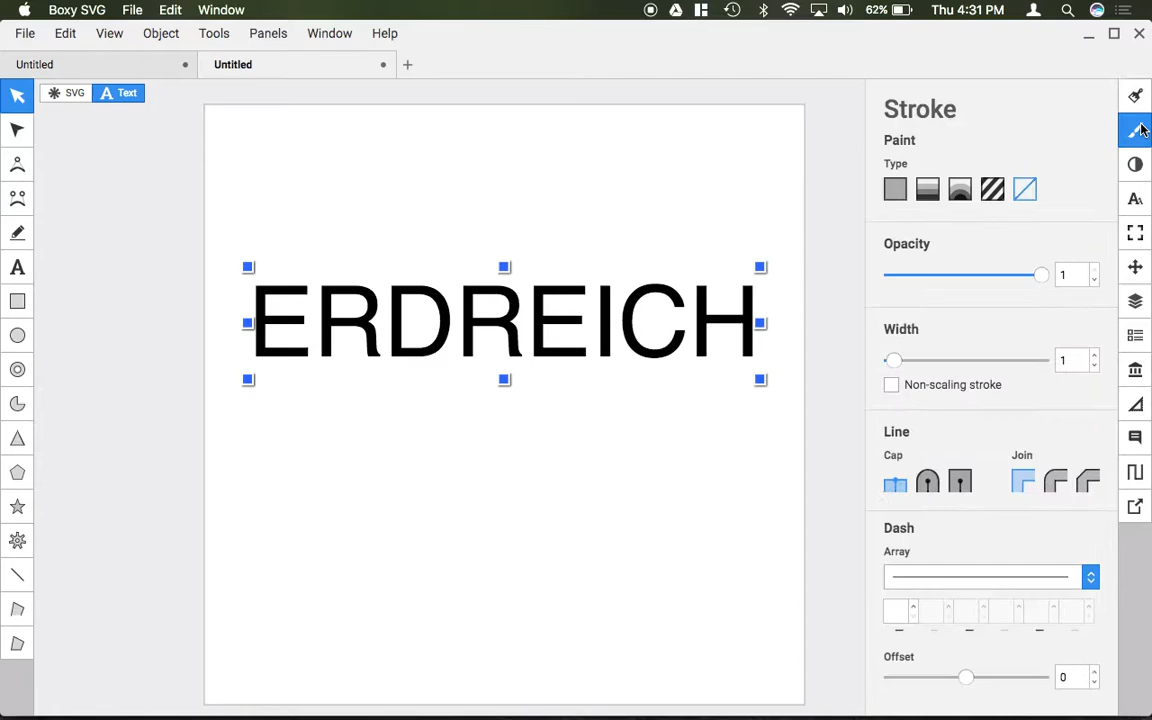 Boxy SVG File Edit Window 62% Thu 4:31 PM
File Edit View Object Tools Panels Window Help
Untitled Untitled +
SVG A Text
Stroke
Paint
Type
Opacity
1
Width
1
Non-scaling stroke
Line
Cap Join
Dash
Array
Offset
0
ERDREICH